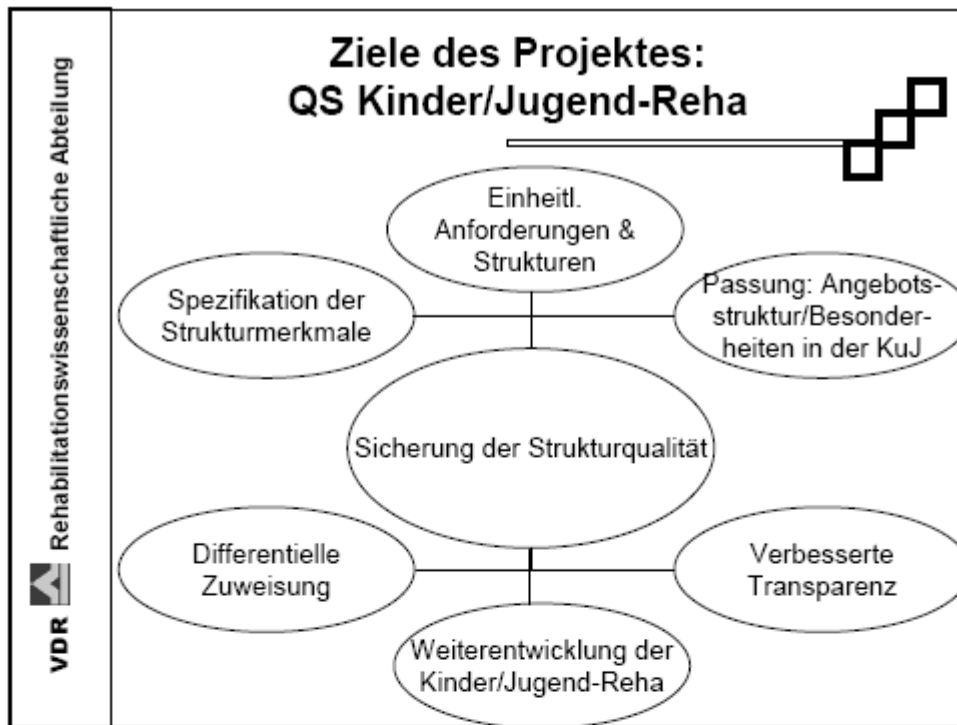 Ziele des Projektes:
QS Kinder/Jugend-Reha
Einheitl.
Anforderungen &
Strukturen
Spezifikation der
Strukturmerkmale
Passung: Angebots-
struktur/Besonder-
heiten in der KuJ
Sicherung der Strukturqualität
Differentielle
Zuweisung
Verbesserte
Transparenz
Weiterentwicklung der
Kinder/Jugend-Reha
VDR Rehabilitationswissenschaftliche Abteilung